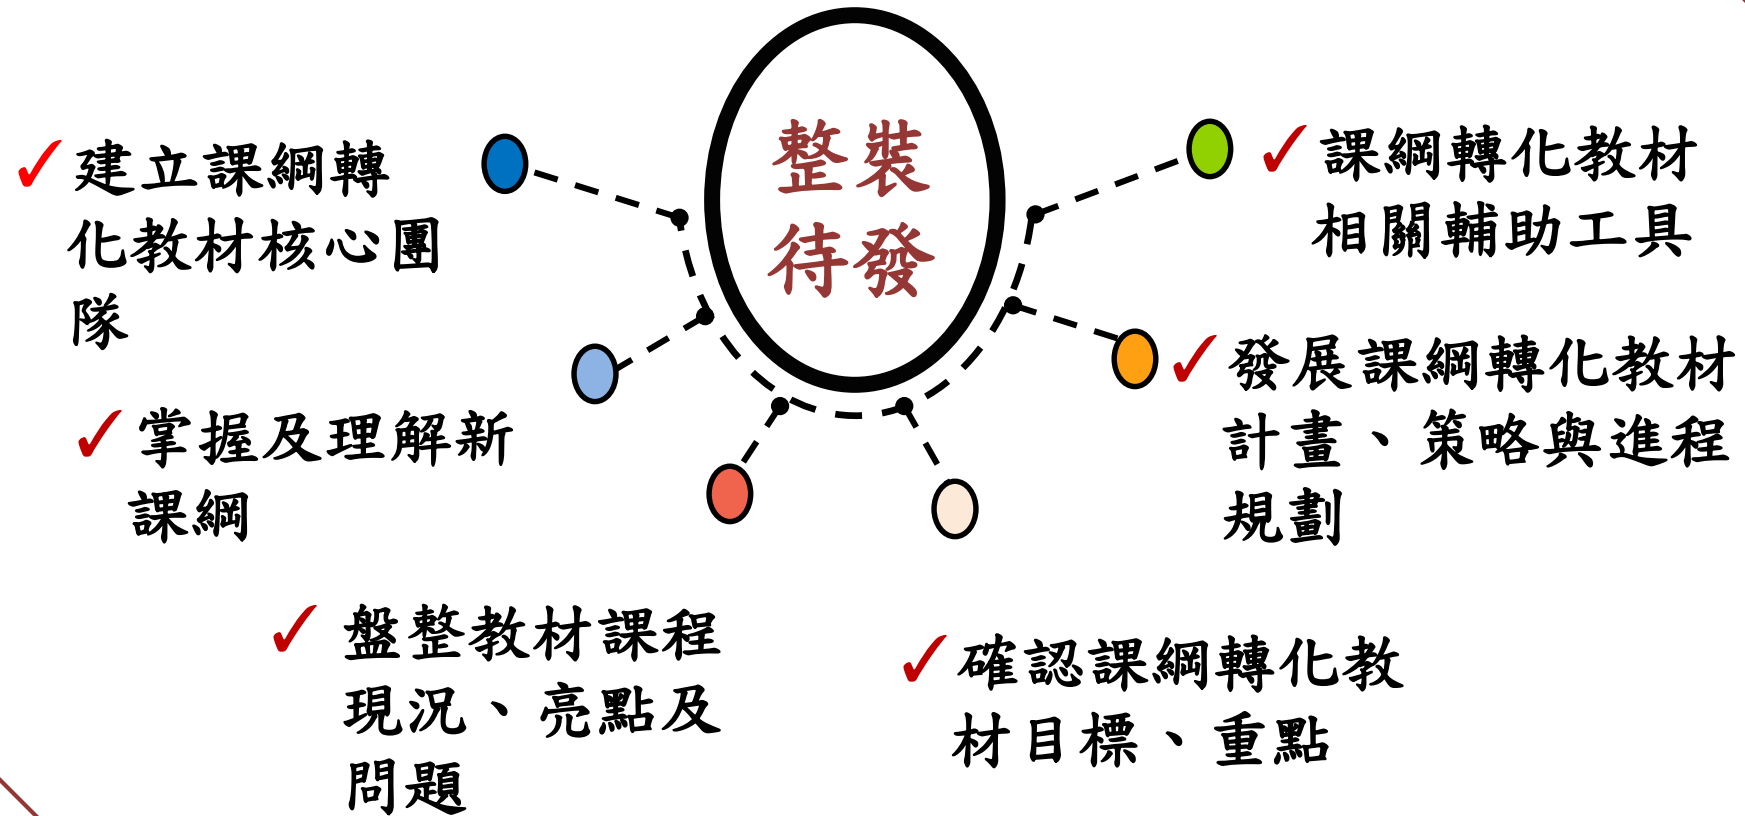 整裝
待發
✓建立課綱轉
化教材核心團
隊
✓掌握及理解新
課綱
✓盤整教材課程
現況、亮點及
問題
✓確認課綱轉化教
材目標、重點
✓發展課綱轉化教材
計畫、策略與進程
規劃
✓課綱轉化教材
相關輔助工具